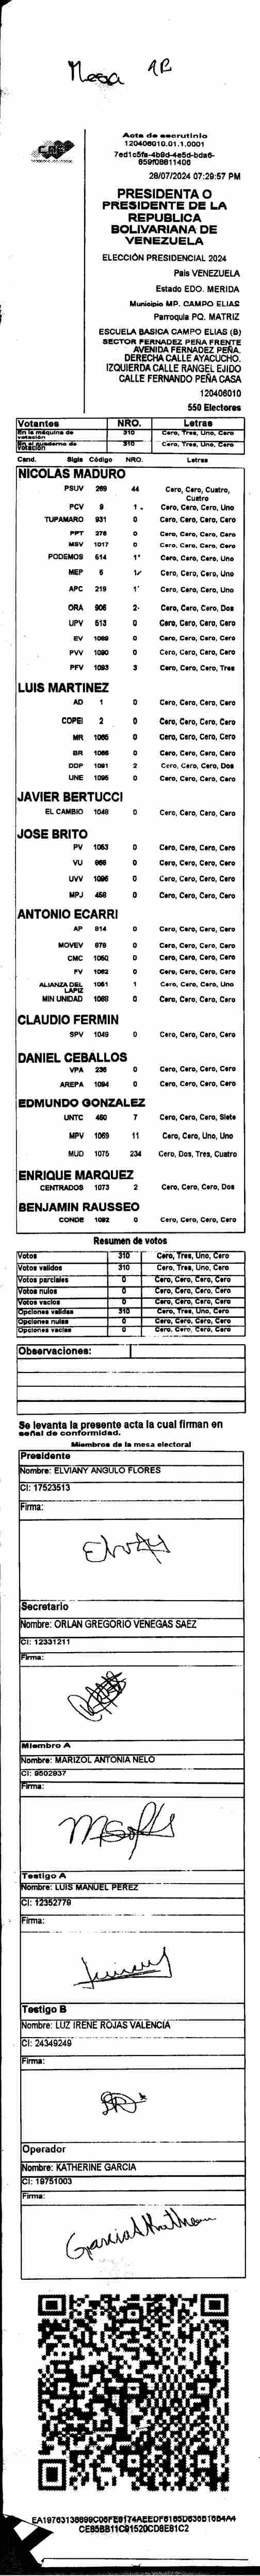 Mesa 1B
CNE
Acta de escrutinio
120406010.01.1.0001
7ed1c5fa-4b9d-4e5d-bda6-
659f08611406
28/07/2024 07:29:57 PM
PRESIDENTA O
PRESIDENTE DE LA
REPUBLICA
BOLIVARIANA DE
VENEZUELA
ELECCIÓN PRESIDENCIAL 2024
Pais VENEZUELA
Estado EDO. MERIDA
Municipio MP. CAMPO ELIAS
Parroquia PQ. MATRIZ
ESCUELA BASICA CAMPO ELIAS (B)
SECTOR FERNADEZ PEÑA FRENTE
AVENIDA FERNADEZ PEÑA.
DERECHA CALLE AYACUCHO.
IZQUIERDA CALLE RANGEL EJIDO
CALLE FERNANDO PEÑA CASA
120406010
550 Electores
Votantes NRO. Letras
En la máquina de votación 310 Cero, Tres, Uno, Cero
En el cuaderno de votación 310 Cero, Tres, Uno, Cero
Cand. Sigla Código NRO. Letras
NICOLAS MADURO
PSUV 269 44 Cero, Cero, Cuatro, Cuatro
PCV 9 1 Cero, Cero, Cero, Uno
TUPAMARO 931 0 Cero, Cero, Cero, Cero
PPT 276 0 Cero, Cero, Cero, Cero
MSV 1017 0 Cero, Cero, Cero, Cero
PODEMOS 514 1 Cero, Cero, Cero, Uno
MEP 5 1 Cero, Cero, Cero, Uno
APC 219 1 Cero, Cero, Cero, Uno
ORA 906 2 Cero, Cero, Cero, Dos
UPV 513 0 Cero, Cero, Cero, Cero
EV 1089 0 Cero, Cero, Cero, Cero
PVV 1090 0 Cero, Cero, Cero, Cero
PFV 1093 3 Cero, Cero, Cero, Tres
LUIS MARTINEZ
AD 1 0 Cero, Cero, Cero, Cero
COPEI 2 0 Cero, Cero, Cero, Cero
MR 1065 0 Cero, Cero, Cero, Cero
BR 1066 0 Cero, Cero, Cero, Cero
DDP 1091 2 Cero, Cero, Cero, Dos
UNE 1095 0 Cero, Cero, Cero, Cero
JAVIER BERTUCCI
EL CAMBIO 1048 0 Cero, Cero, Cero, Cero
JOSE BRITO
PV 1053 0 Cero, Cero, Cero, Cero
VU 968 0 Cero, Cero, Cero, Cero
UVV 1096 0 Cero, Cero, Cero, Cero
MPJ 458 0 Cero, Cero, Cero, Cero
ANTONIO ECARRI
AP 814 0 Cero, Cero, Cero, Cero
MOVEV 879 0 Cero, Cero, Cero, Cero
CMC 1050 0 Cero, Cero, Cero, Cero
FV 1062 0 Cero, Cero, Cero, Cero
ALIANZA DEL LAPIZ 1061 1 Cero, Cero, Cero, Uno
MIN UNIDAD 1088 0 Cero, Cero, Cero, Cero
CLAUDIO FERMIN
SPV 1049 0 Cero, Cero, Cero, Cero
DANIEL CEBALLOS
VPA 236 0 Cero, Cero, Cero, Cero
AREPA 1094 0 Cero, Cero, Cero, Cero
EDMUNDO GONZALEZ
UNTC 450 7 Cero, Cero, Cero, Siete
MPV 1069 11 Cero, Cero, Uno, Uno
MUD 1075 234 Cero, Dos, Tres, Cuatro
ENRIQUE MARQUEZ
CENTRADOS 1073 2 Cero, Cero, Cero, Dos
BENJAMIN RAUSSEO
CONDE 1092 0 Cero, Cero, Cero, Cero
Resumen de votos
Votos 310 Cero, Tres, Uno, Cero
Votos validos 310 Cero, Tres, Uno, Cero
Votos parciales 0 Cero, Cero, Cero, Cero
Votos nulos 0 Cero, Cero, Cero, Cero
Votos vacios 0 Cero, Cero, Cero, Cero
Opciones validas 310 Cero, Tres, Uno, Cero
Opciones nulas 0 Cero, Cero, Cero, Cero
Opciones vacias 0 Cero, Cero, Cero, Cero
Observaciones:
Se levanta la presente acta la cual firman en
señal de conformidad.
Miembros de la mesa electoral
Presidente
Nombre: ELVIANY ANGULO FLORES
CI: 17523513
Firma:
Secretario
Nombre: ORLAN GREGORIO VENEGAS SAEZ
CI: 12331211
Firma:
Miembro A
Nombre: MARIZOL ANTONIA NELO
CI: 9502937
Firma:
Testigo A
Nombre: LUIS MANUEL PEREZ
CI: 12352779
Firma:
Testigo B
Nombre: LUZ IRENE ROJAS VALENCIA
CI: 24349249
Firma:
Operador
Nombre: KATHERINE GARCIA
CI: 19751003
Firma:
Garcia Katherin
CE85BB11C91520CD8E81C2